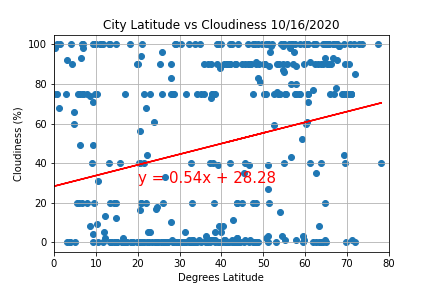 City Latitude vs Cloudiness 10/16/2020
Cloudiness (%)
100
80
60
40
20
0
y = 0.54x + 28.28
0 10 20 30 40 50 60 70 80
Degrees Latitude